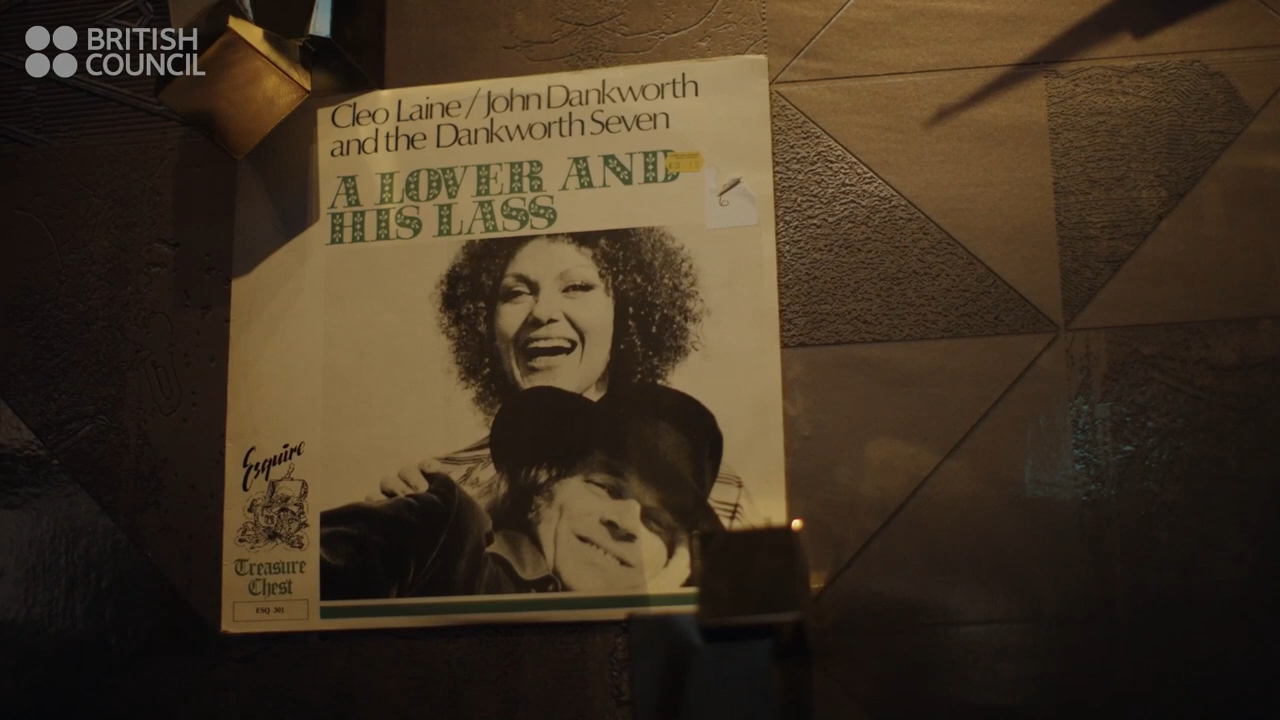 BRITISH
COUNCIL
Cleo Laine / John Dankworth
and the Dankworth Seven
A LOVER AND
HIS LASS
Esquire
Treasure
Chest
ESQ 301